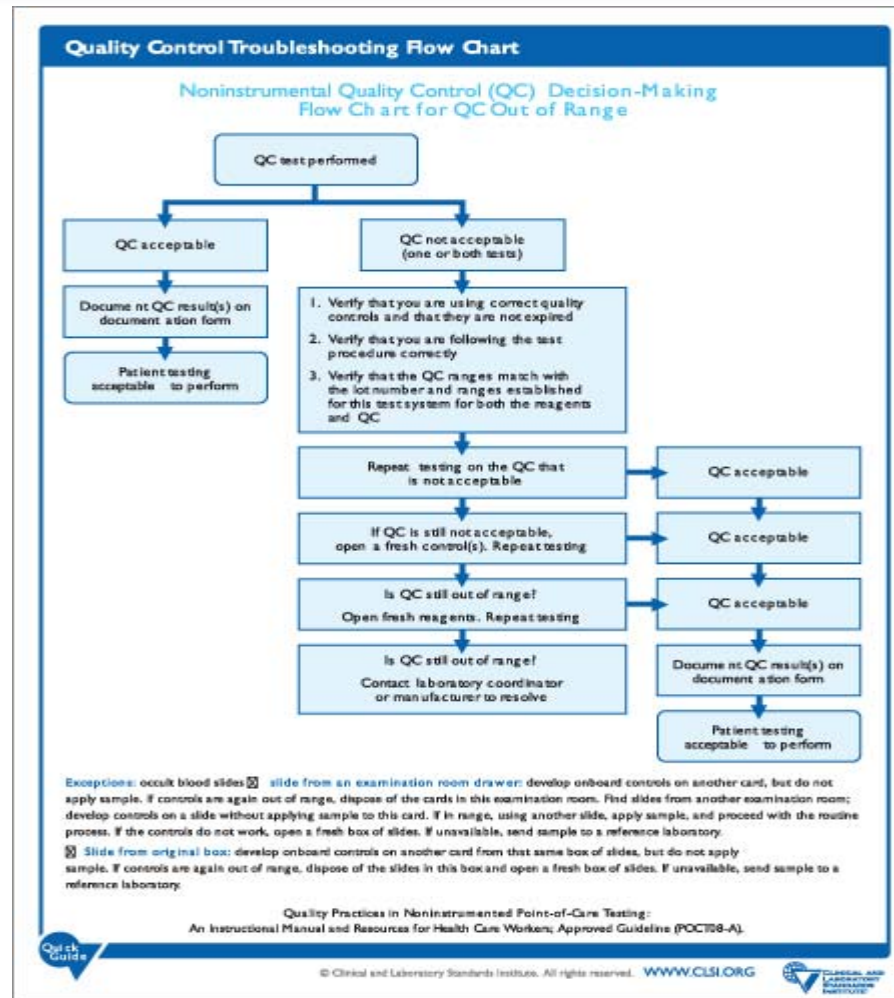 Quality Control Troubleshooting Flow Chart
Noninstrumental Quality Control (QC) Decision-Making
Flow Chart for QC Out of Range
QC test performed
QC acceptable
QC not acceptable
(one or both tests)
Document QC result(s) on
documentation form
Patient testing
acceptable to perform
1. Verify that you are using correct quality
controls and that they are not expired
2. Verify that you are following the test
procedure correctly
3. Verify that the QC ranges match with
the lot number and ranges established
for this test system for both the reagents
and QC
Repeat testing on the QC that
is not acceptable
QC acceptable
If QC is still not acceptable,
open a fresh control(s). Repeat testing
QC acceptable
Is QC still out of range?
Open fresh reagents. Repeat testing
QC acceptable
Is QC still out of range?
Contact laboratory coordinator
or manufacturer to resolve
Document QC result(s) on
documentation form
Patient testing
acceptable to perform
Exceptions: occult blood slides ☒ slide from an examination room drawer: develop onboard controls on another card, but do not
apply sample. If controls are again out of range, dispose of the cards in this examination room. Find slides from another examination room;
develop controls on a slide without applying sample to this card. If in range, using another slide, apply sample, and proceed with the routine
process. If the controls do not work, open a fresh box of slides. If unavailable, send sample to a reference laboratory.
☒ Slide from original box: develop onboard controls on another card from that same box of slides, but do not apply
sample. If controls are again out of range, dispose of the slides in this box and open a fresh box of slides. If unavailable, send sample to a
reference laboratory.
Quality Practices in Noninstrumented Point-of-Care Testing:
An Instructional Manual and Resources for Health Care Workers; Approved Guideline (POCT08-A).
Quick
Guide
© Clinical and Laboratory Standards Institute. All rights reserved. WWW.CLSI.ORG
CLINICAL AND
LABORATORY
STANDARDS
INSTITUTE